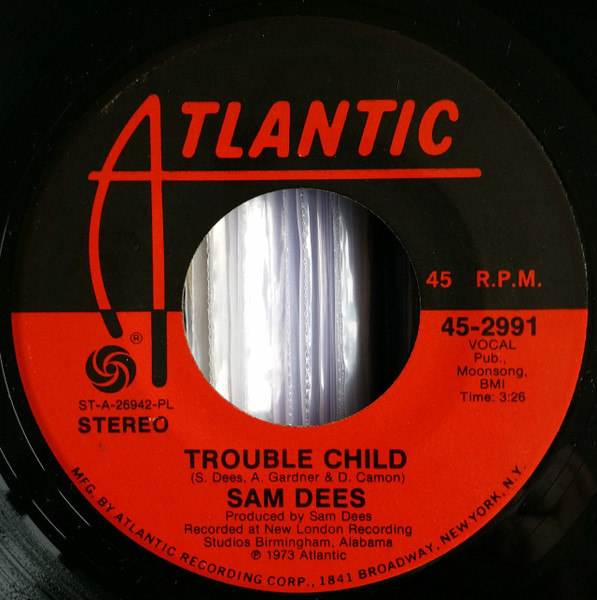 ATLANTIC
45 R.P.M.
®
45-2991
VOCAL
Pub.,
Moonsong,
BMI
Time: 3:26
ST-A-26942-PL
STEREO
TROUBLE CHILD
(S. Dees, A. Gardner & D. Camon)
SAM DEES
Produced by Sam Dees
Recorded at New London Recording
Studios Birmingham, Alabama
℗ 1973 Atlantic
MFG. BY ATLANTIC RECORDING CORP., 1841 BROADWAY, NEW YORK, N.Y.